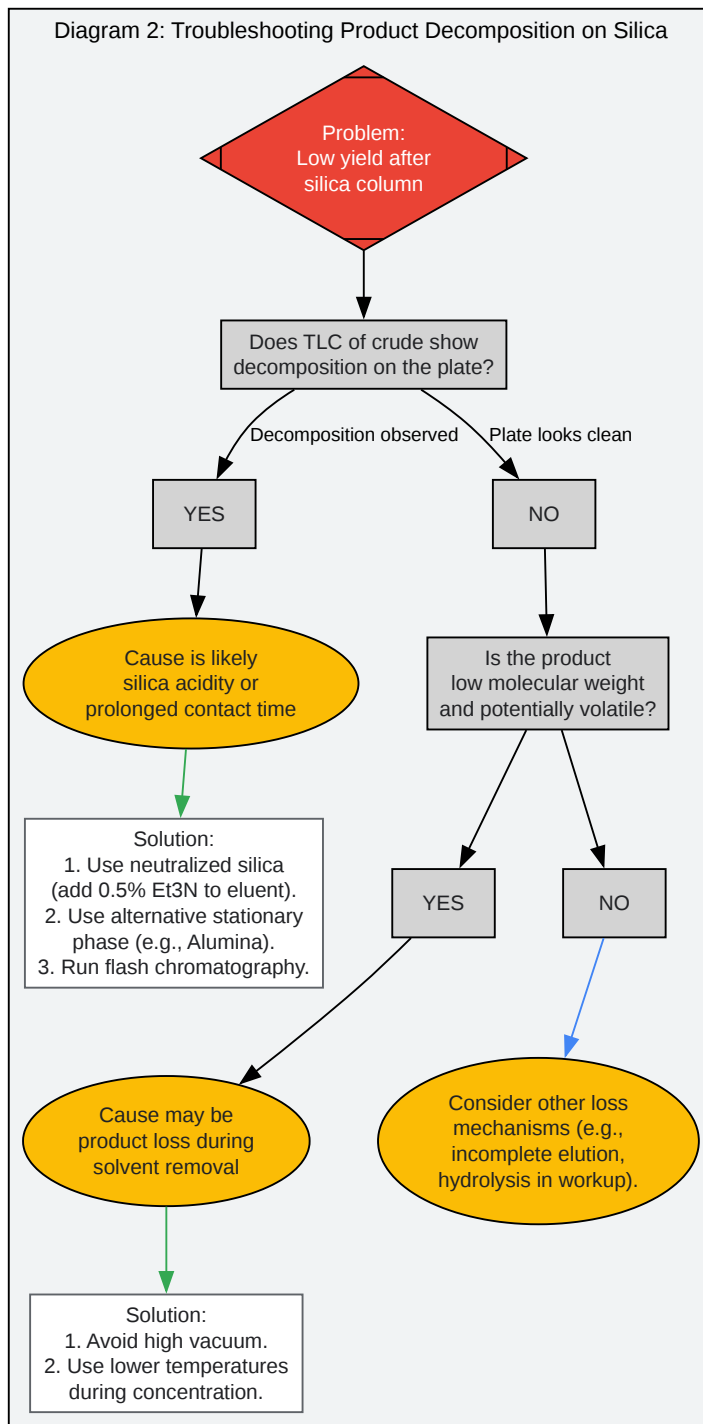 Diagram 2: Troubleshooting Product Decomposition on Silica
Problem:
Low yield after
silica column
Does TLC of crude show
decomposition on the plate?
Decomposition observed
Plate looks clean
YES
NO
Cause is likely
silica acidity or
prolonged contact time
Is the product
low molecular weight
and potentially volatile?
Solution:
1. Use neutralized silica
(add 0.5% Et3N to eluent).
2. Use alternative stationary
phase (e.g., Alumina).
3. Run flash chromatography.
YES
NO
Cause may be
product loss during
solvent removal
Consider other loss
mechanisms (e.g.,
incomplete elution,
hydrolysis in workup).
Solution:
1. Avoid high vacuum.
2. Use lower temperatures
during concentration.